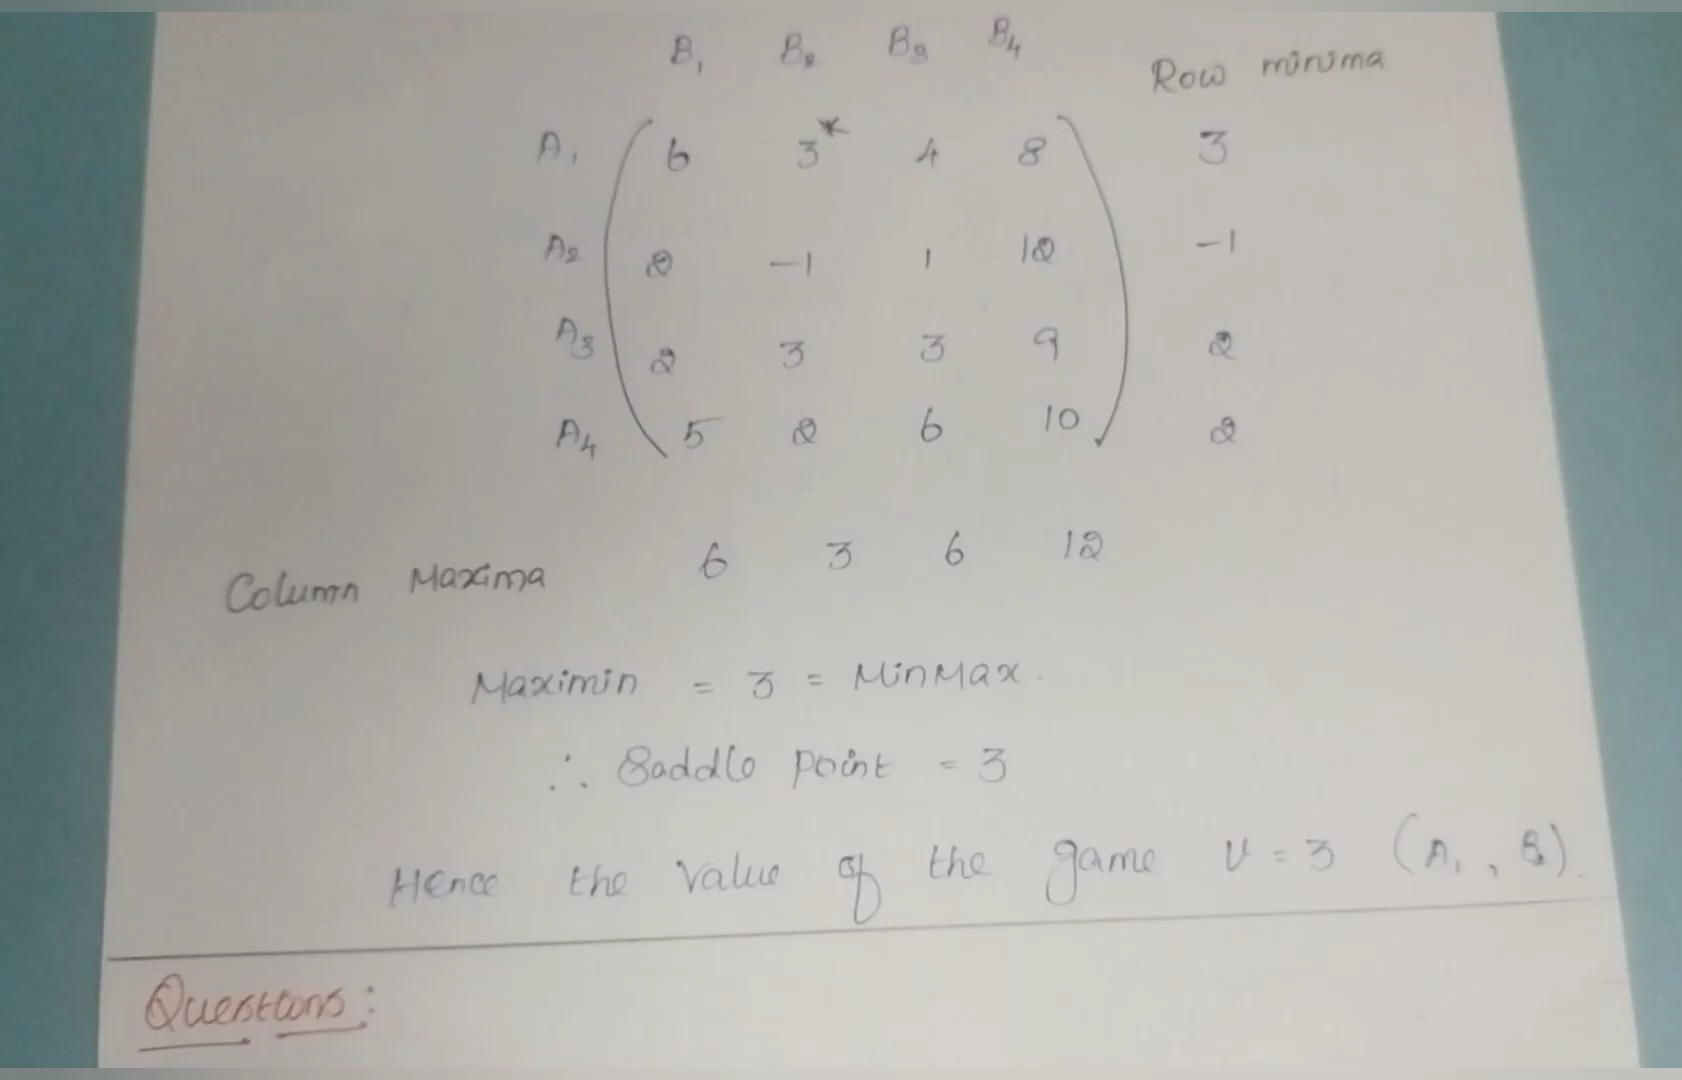 B₁ B₂ B₃ B₄ Row minima
A₁ 6 3* 4 8 3
A₂ 2 -1 1 12 -1
A₃ 2 3 3 9 2
A₄ 5 2 6 10 2
Column Maxima 6 3 6 12
Maximin = 3 = MinMax.
∴ Saddle point = 3
Hence the value of the game V = 3 (A₁, ).
Questions: